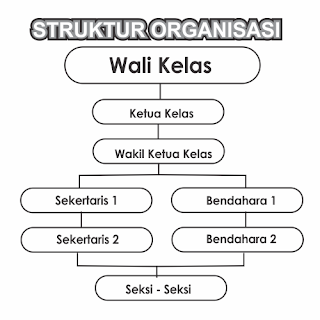 STRUKTUR ORGANISASI
Wali Kelas
Ketua Kelas
Wakil Ketua Kelas
Sekertaris 1
Bendahara 1
Sekertaris 2
Bendahara 2
Seksi - Seksi